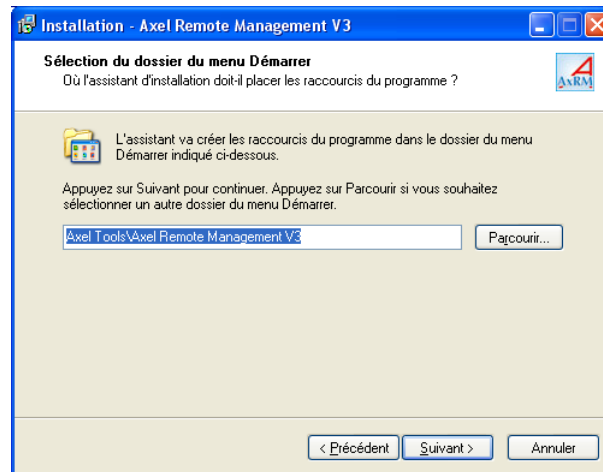 Installation - Axel Remote Management V3
Sélection du dossier du menu Démarrer
Où l'assistant d'installation doit-il placer les raccourcis du programme ?
AxRM
L'assistant va créer les raccourcis du programme dans le dossier du menu
Démarrer indiqué ci-dessous.
Appuyez sur Suivant pour continuer. Appuyez sur Parcourir si vous souhaitez
sélectionner un autre dossier du menu Démarrer.
Axel Tools\Axel Remote Management V3
Parcourir...
< Précédent
Suivant >
Annuler